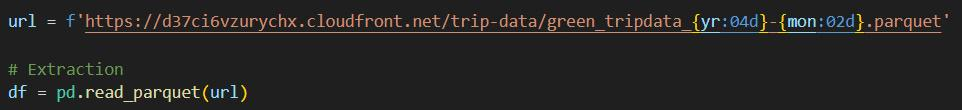 url = f'https://d37ci6vzurychx.cloudfront.net/trip-data/green_tripdata_{yr:04d}-{mon:02d}.parquet'
# Extraction
df = pd.read_parquet(url)